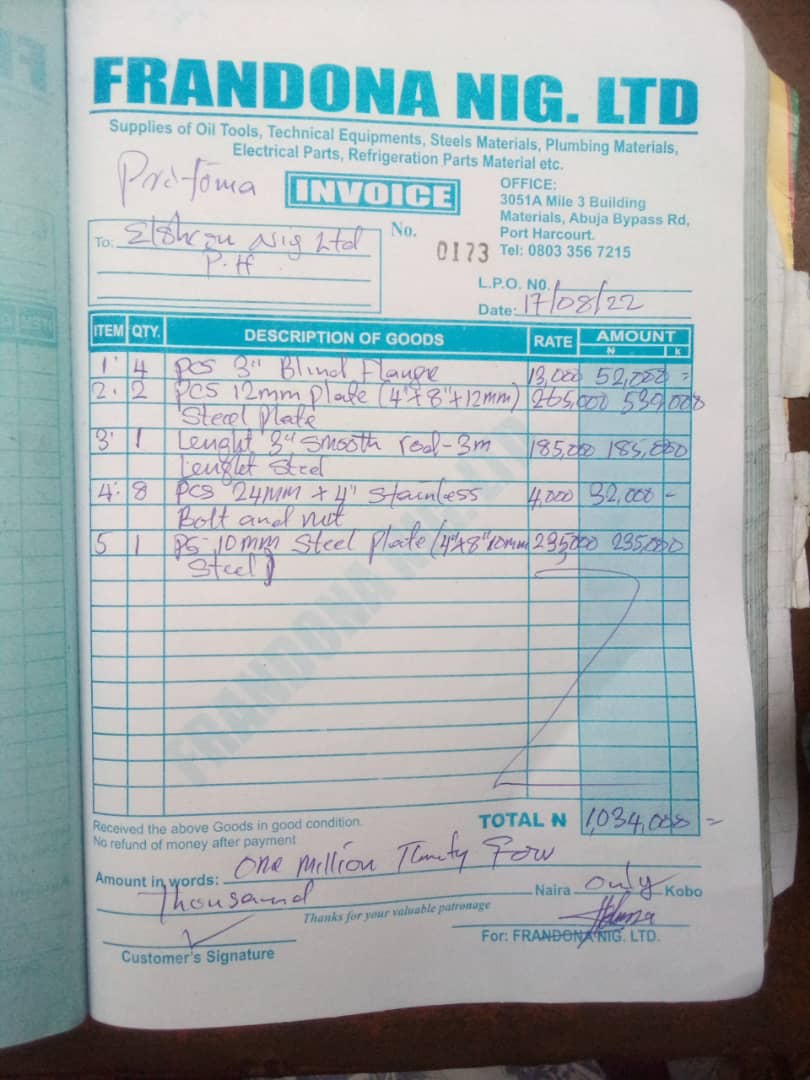 FRANDONA NIG. LTD
Supplies of Oil Tools, Technical Equipments, Steels Materials, Plumbing Materials,
Electrical Parts, Refrigeration Parts Material etc.
INVOICE
OFFICE:
3051A Mile 3 Building
Materials, Abuja Bypass Rd,
Port Harcourt.
Tel: 0803 356 7215
To: Nig Ltd
P.H
No. 0173
L.P.O. NO.
Date: 17/08/22
ITEM QTY. DESCRIPTION OF GOODS RATE AMOUNT
N K
1 4 pcs 3" Blind Flange 13,000 52,000 =
2. 2 pcs 12mm plate (4"x8"x12mm) 265,000 530,000
Steel plate
3 1 Lenght 3" smooth rod-3m 185,000 185,000
lenght Steel
4. 8 pcs 24mm x 4" Stainless 4,000 32,000 -
Bolt and nut
5 1 ps 10mm Steel plate (4"x8"10mm 235,000 235,000
Steel)
Received the above Goods in good condition.
No refund of money after payment
TOTAL N 1,034,000 =
Amount in words: One Million Thirty Four
Thousand Naira Only Kobo
Thanks for your valuable patronage
Customer's Signature
For: FRANDONA NIG. LTD.
FRANDONA NIG. LTD